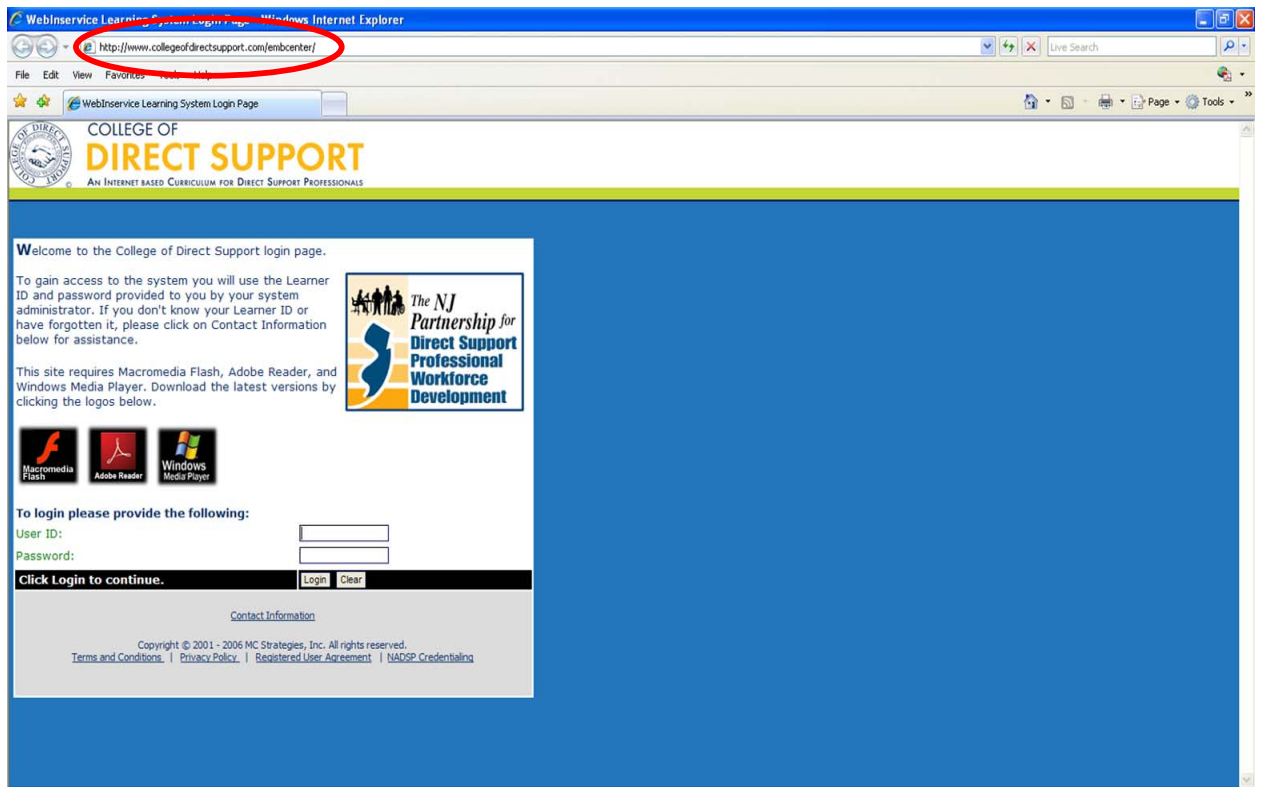 WebInservice Learning System Login Page - Windows Internet Explorer
http://www.collegeofdirectsupport.com/embcenter/
Live Search
File Edit View Favorites Tools Help
WebInservice Learning System Login Page
Page Tools
COLLEGE OF
DIRECT SUPPORT
AN INTERNET BASED CURRICULUM FOR DIRECT SUPPORT PROFESSIONALS
COLLEGE OF DIRECT SUPPORT
Welcome to the College of Direct Support login page.
To gain access to the system you will use the Learner
ID and password provided to you by your system
administrator. If you don't know your Learner ID or
have forgotten it, please click on Contact Information
below for assistance.
This site requires Macromedia Flash, Adobe Reader, and
Windows Media Player. Download the latest versions by
clicking the logos below.
The NJ
Partnership for
Direct Support
Professional
Workforce
Development
Macromedia
Flash
Adobe Reader
Windows
Media Player
To login please provide the following:
User ID:
Password:
Click Login to continue. Login Clear
Contact Information
Copyright © 2001 - 2006 MC Strategies, Inc. All rights reserved.
Terms and Conditions | Privacy Policy | Registered User Agreement | NADSP Credentialing